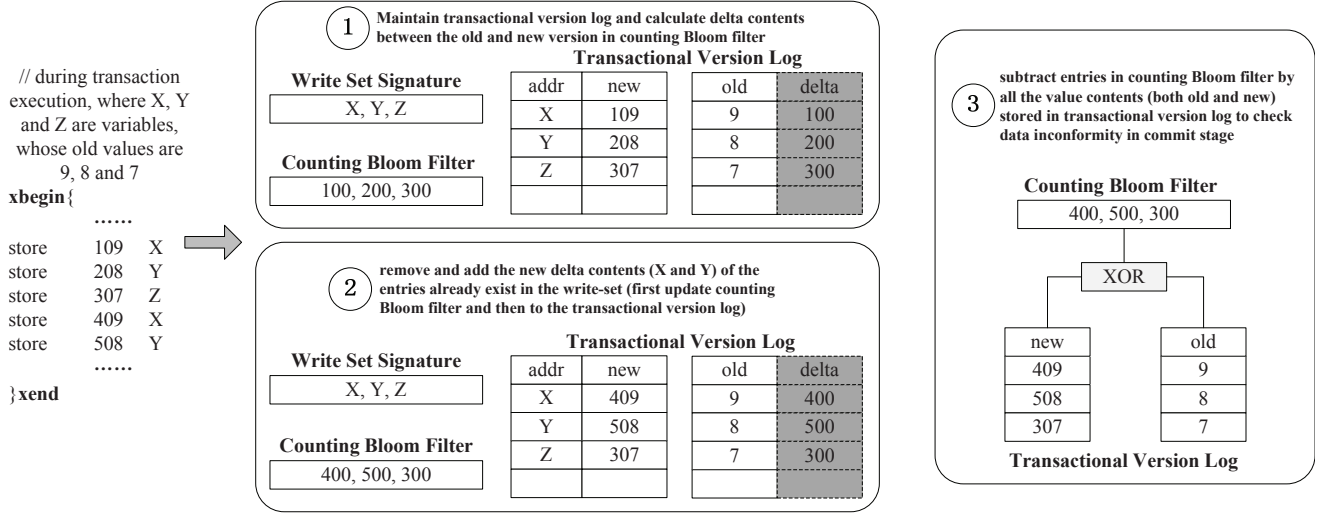 // during transaction
execution, where X, Y
and Z are variables,
whose old values are
9, 8 and 7
xbegin{
......
store 109 X
store 208 Y
store 307 Z
store 409 X
store 508 Y
......
}xend
1
Maintain transactional version log and calculate delta contents
between the old and new version in counting Bloom filter
Transactional Version Log
Write Set Signature
X, Y, Z
Counting Bloom Filter
100, 200, 300
addr new old delta
X 109 9 100
Y 208 8 200
Z 307 7 300
2
remove and add the new delta contents (X and Y) of the
entries already exist in the write-set (first update counting
Bloom filter and then to the transactional version log)
Transactional Version Log
Write Set Signature
X, Y, Z
Counting Bloom Filter
400, 500, 300
addr new old delta
X 409 9 400
Y 508 8 500
Z 307 7 300
3
subtract entries in counting Bloom filter by
all the value contents (both old and new)
stored in transactional version log to check
data inconformity in commit stage
Counting Bloom Filter
400, 500, 300
XOR
new old
409 9
508 8
307 7
Transactional Version Log